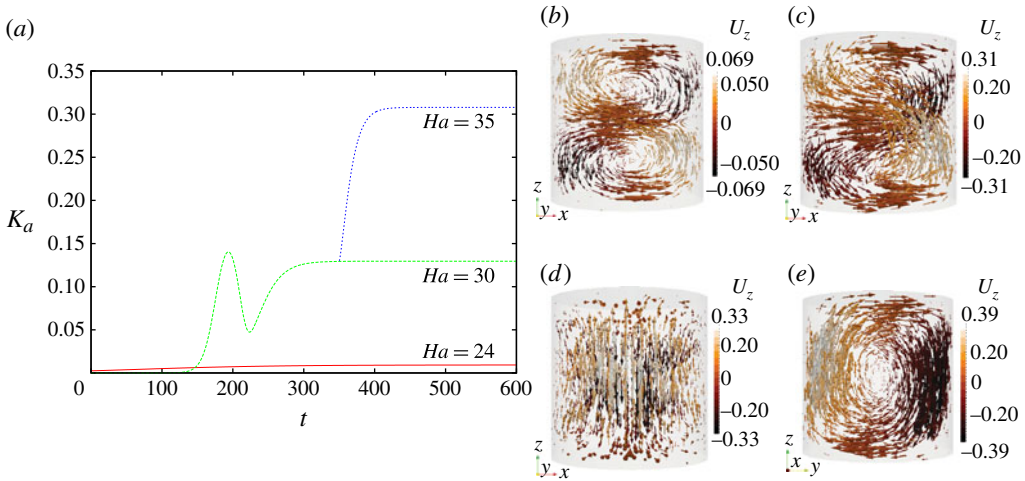 (a)
0.35
0.30
0.25
0.20
0.15
0.10
0.05
K_a
Ha = 35
Ha = 30
Ha = 24
0 100 200 300 400 500 600
t
(b)
U_z
0.069
0.050
0
–0.050
–0.069
z
y x
(c)
U_z
0.31
0.20
0
–0.20
–0.31
z
y x
(d)
U_z
0.33
0.20
0
–0.20
–0.33
z
y x
(e)
U_z
0.39
0.20
0
–0.20
–0.39
z
x y